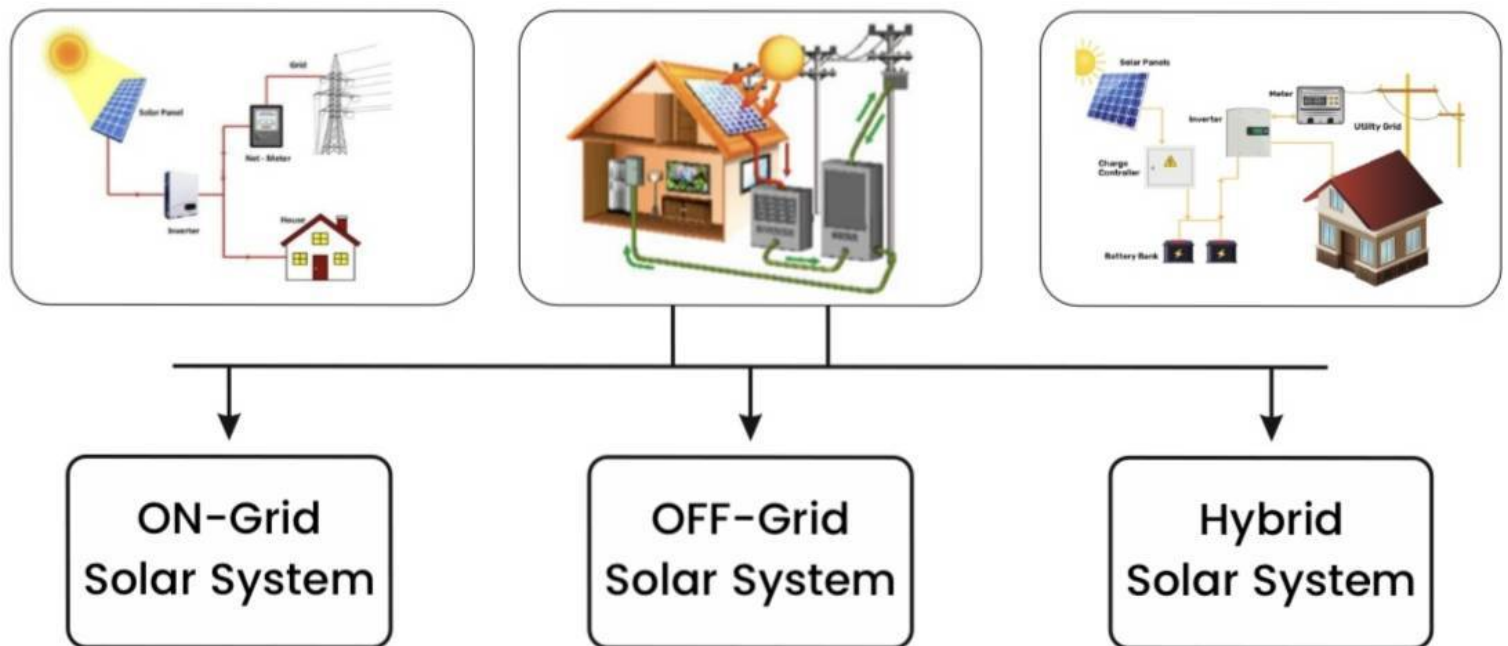 Grid
Solar Panel
Net - Meter
House
Inverter
Solar Panels
Meter
Inverter
Utility Grid
Charge
Controller
Battery Bank
ON-Grid
Solar System
OFF-Grid
Solar System
Hybrid
Solar System